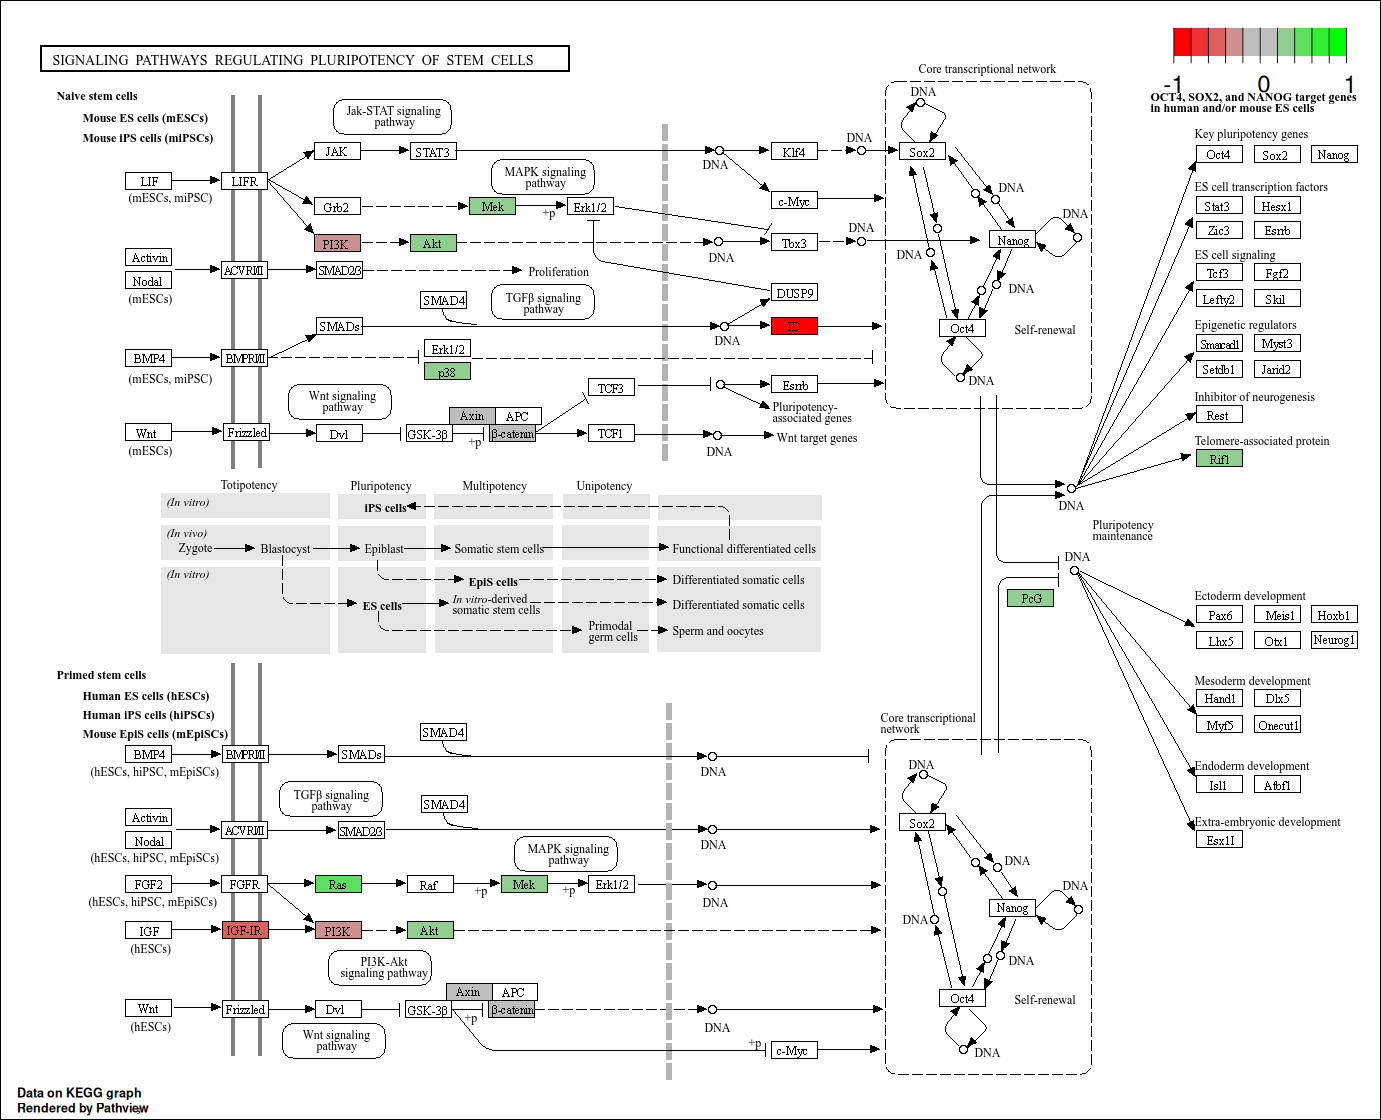 SIGNALING PATHWAYS REGULATING PLURIPOTENCY OF STEM CELLS
-1 0 1
OCT4, SOX2, and NANOG target genes
in human and/or mouse ES cells
Naive stem cells
Mouse ES cells (mESCs)
Mouse iPS cells (miPSCs)
Jak-STAT signaling
pathway
JAK
STAT3
LIF
(mESCs, miPSC)
LIFR
MAPK signaling
pathway
Grb2
Mek
+p
Erk1/2
PI3K
Akt
Activin
Nodal
(mESCs)
ACVRI/II
SMAD2/3
Proliferation
SMAD4
TGFβ signaling
pathway
SMADs
BMP4
(mESCs, miPSC)
BMPRI/II
Erk1/2
p38
Wnt signaling
pathway
Wnt
(mESCs)
Frizzled
Dvl
GSK-3β
Axin
APC
+p
β-catenin
TCF3
TCF1
DNA
Klf4
DNA
c-Myc
DNA
Tbx3
DNA
DUSP9
DNA
ID
Esrrb
Pluripotency-
associated genes
DNA
Wnt target genes
Core transcriptional network
DNA
Sox2
DNA
DNA
Nanog
DNA
DNA
Oct4
Self-renewal
DNA
Key pluripotency genes
Oct4
Sox2
Nanog
ES cell transcription factors
Stat3
Hesx1
Zic3
Esrrb
ES cell signaling
Tcf3
Fgf2
Lefty2
Skil
Epigenetic regulators
Smarcad1
Myst3
Setdb1
Jarid2
Inhibitor of neurogenesis
Rest
Telomere-associated protein
Rif1
DNA
Pluripotency
maintenance
DNA
PcG
Ectoderm development
Pax6
Meis1
Hoxb1
Lhx5
Otx1
Neurog1
Mesoderm development
Hand1
Dlx5
Myf5
Onecut1
Endoderm development
Isl1
Atbf1
Extra-embryonic development
Esx1l
Totipotency
Pluripotency
Multipotency
Unipotency
(In vitro)
iPS cells
(In vivo)
Zygote
Blastocyst
Epiblast
Somatic stem cells
Functional differentiated cells
(In vitro)
EpiS cells
Differentiated somatic cells
ES cells
In vitro-derived
somatic stem cells
Differentiated somatic cells
Primodal
germ cells
Sperm and oocytes
Primed stem cells
Human ES cells (hESCs)
Human iPS cells (hiPSCs)
Mouse EpiS cells (mEpiSCs)
BMP4
(hESCs, hiPSC, mEpiSCs)
BMPRI/II
SMADs
SMAD4
DNA
TGFβ signaling
pathway
Activin
Nodal
(hESCs, hiPSC, mEpiSCs)
ACVRI/II
SMAD2/3
SMAD4
DNA
MAPK signaling
pathway
FGF2
(hESCs, hiPSC, mEpiSCs)
FGFR
Ras
Raf
+p
Mek
+p
Erk1/2
DNA
IGF
(hESCs)
IGF-IR
PI3K
Akt
PI3K-Akt
signaling pathway
Wnt
(hESCs)
Frizzled
Dvl
GSK-3β
Axin
APC
+p
β-catenin
DNA
Wnt signaling
pathway
+p
c-Myc
Core transcriptional
network
DNA
Sox2
DNA
DNA
Nanog
DNA
DNA
Oct4
Self-renewal
DNA
Data on KEGG graph
Rendered by Pathview